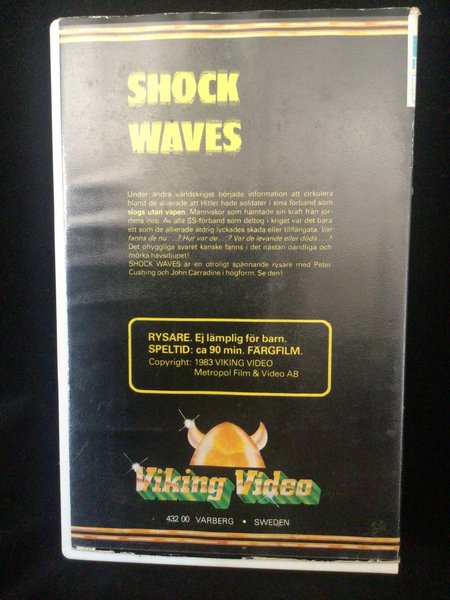 SHOCK
WAVES
Under andra världskriget började information att cirkulera
bland de allierade att Hitler hade soldater i sina förband som
slogs utan vapen. Människor som hämtade sin kraft från jor-
dens inre. Av alla SS-förband som deltog i kriget var det bara
ett som de allierade aldrig lyckades skada eller tillfångata. Var
fanns de nu. . .? Hur var de. . .? Var de levande eller döda. . .?
Det ohyggliga svaret kanske fanns i det nästan oändliga och
mörka havsdjupet!
SHOCK WAVES är en otroligt spännande rysare med Peter
Cushing och John Carradine i högform. Se den!
RYSARE. Ej lämplig för barn.
SPELTID: ca 90 min. FÄRGFILM.
Copyright: 1983 VIKING VIDEO
Metropol Film & Video AB
Viking Video
432 00 VARBERG • SWEDEN